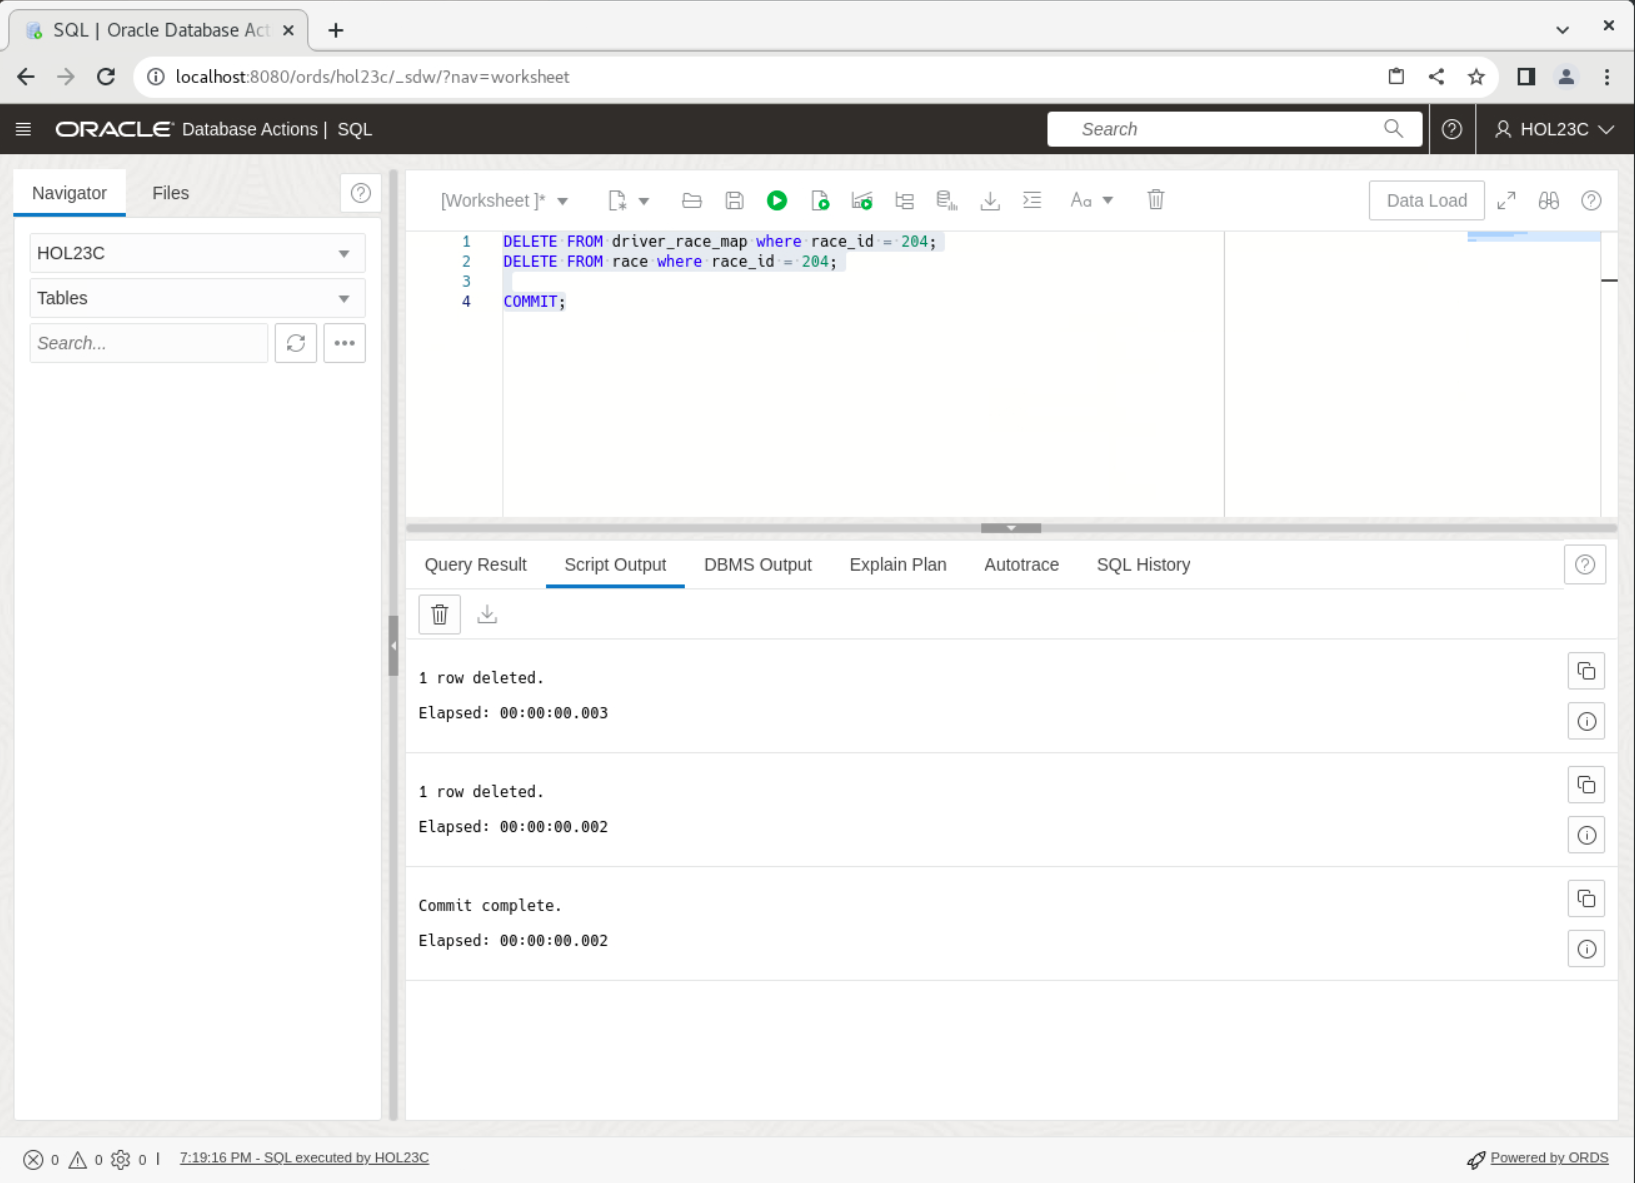 SQL | Oracle Database Act
localhost:8080/ords/hol23c/_sdw/?nav=worksheet
ORACLE Database Actions | SQL
Search
HOL23C
Navigator
Files
HOL23C
Tables
Search...
[Worksheet ]*
Aa
Data Load
1 DELETE FROM driver_race_map where race_id = 204;
2 DELETE FROM race where race_id = 204;
3
4 COMMIT;
Query Result
Script Output
DBMS Output
Explain Plan
Autotrace
SQL History
1 row deleted.
Elapsed: 00:00:00.003
1 row deleted.
Elapsed: 00:00:00.002
Commit complete.
Elapsed: 00:00:00.002
0 0 0 | 7:19:16 PM - SQL executed by HOL23C
Powered by ORDS